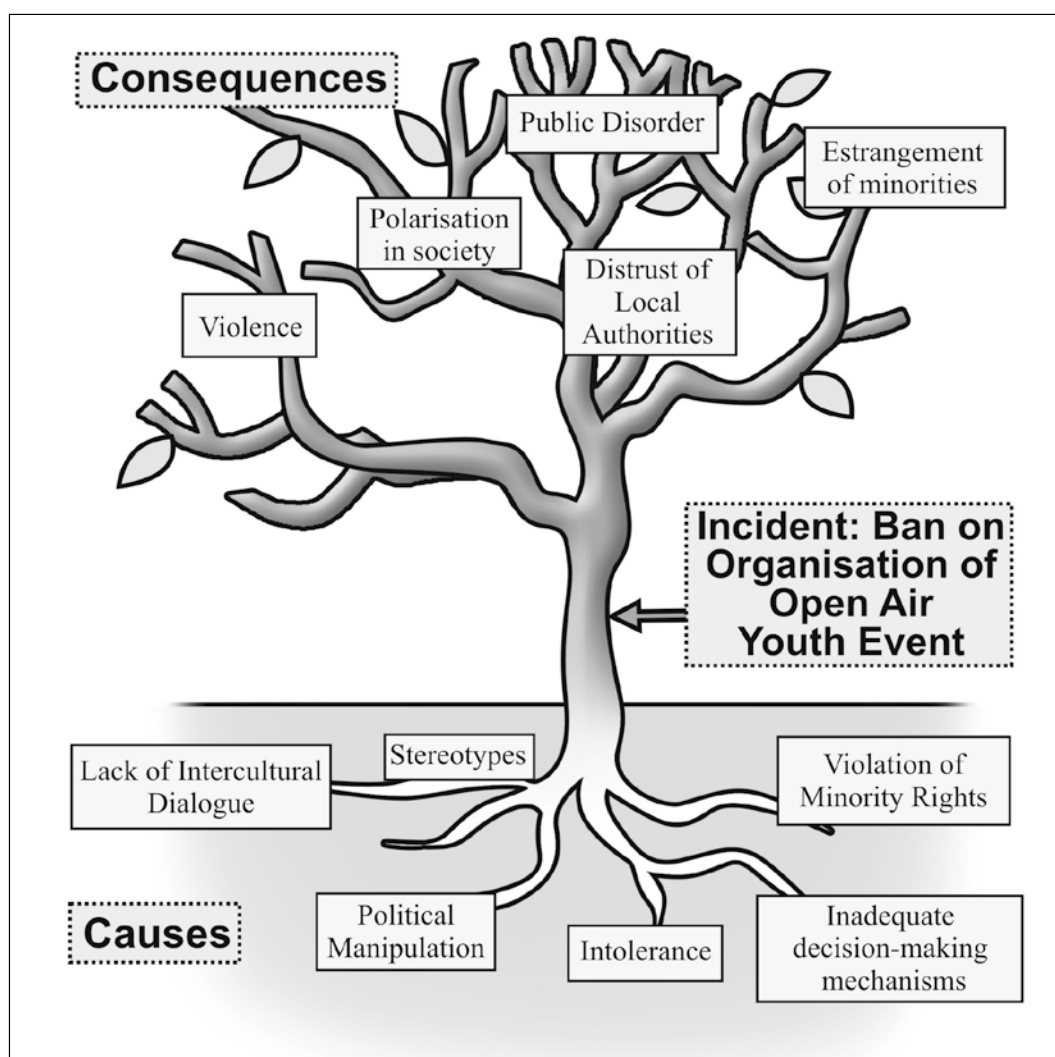 Consequences
Public Disorder
Estrangement
of minorities
Polarisation
in society
Distrust of
Local
Authorities
Violence
Incident: Ban on
Organisation of
Open Air
Youth Event
Stereotypes
Lack of Intercultural
Dialogue
Violation of
Minority Rights
Causes
Political
Manipulation
Intolerance
Inadequate
decision-making
mechanisms